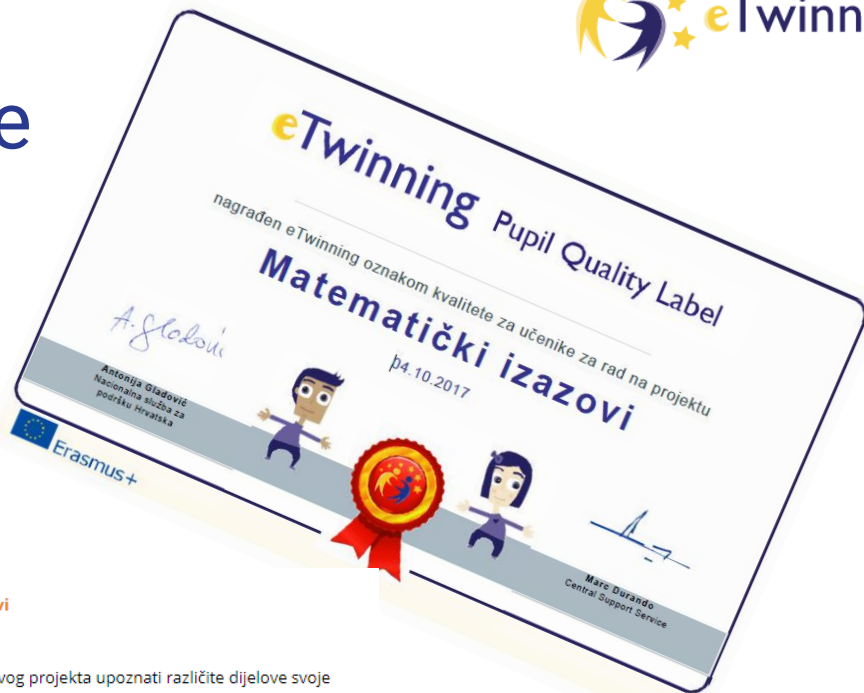 eTwinn
e
eTwinning Pupil Quality Label
nagrađen eTwinning oznakom kvalitete za učenike za rad na projektu
Matematički izazovi
04.10.2017
Antonija Gladović
Nacionalna služba za
podršku Hrvatska
Marc Durando
Central Support Service
Erasmus+
vi
vog projekta upoznati različite dijelove svoje